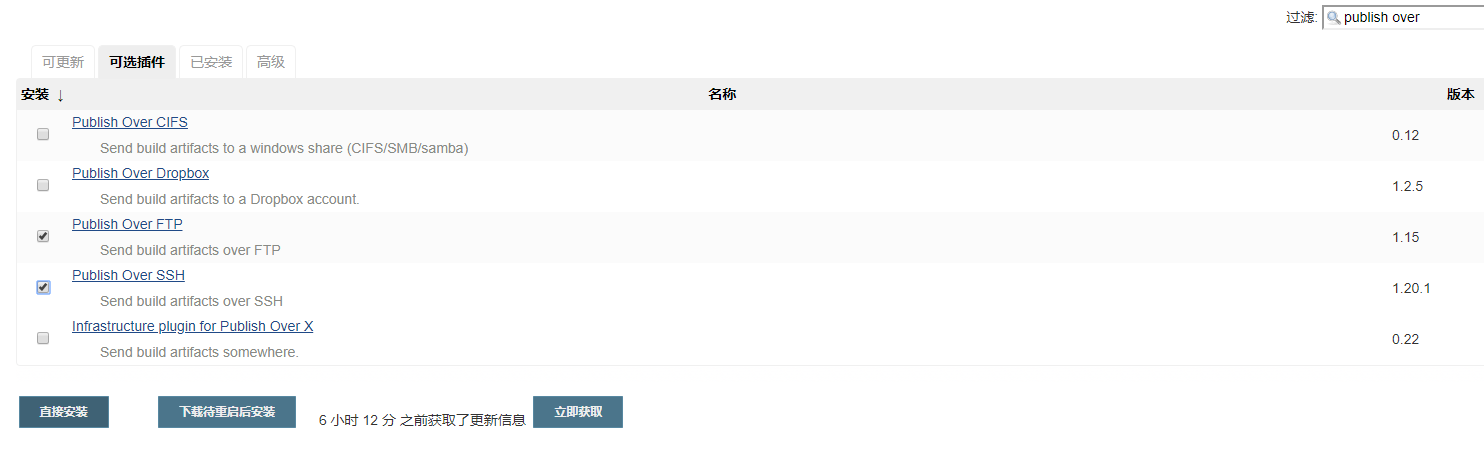 过滤: publish over
可更新 可选插件 已安装 高级
安装 ↓ 名称 版本
Publish Over CIFS
Send build artifacts to a windows share (CIFS/SMB/samba)
0.12
Publish Over Dropbox
Send build artifacts to a Dropbox account.
1.2.5
Publish Over FTP
Send build artifacts over FTP
1.15
Publish Over SSH
Send build artifacts over SSH
1.20.1
Infrastructure plugin for Publish Over X
Send build artifacts somewhere.
0.22
直接安装 下载待重启后安装 6 小时 12 分 之前获取了更新信息 立即获取